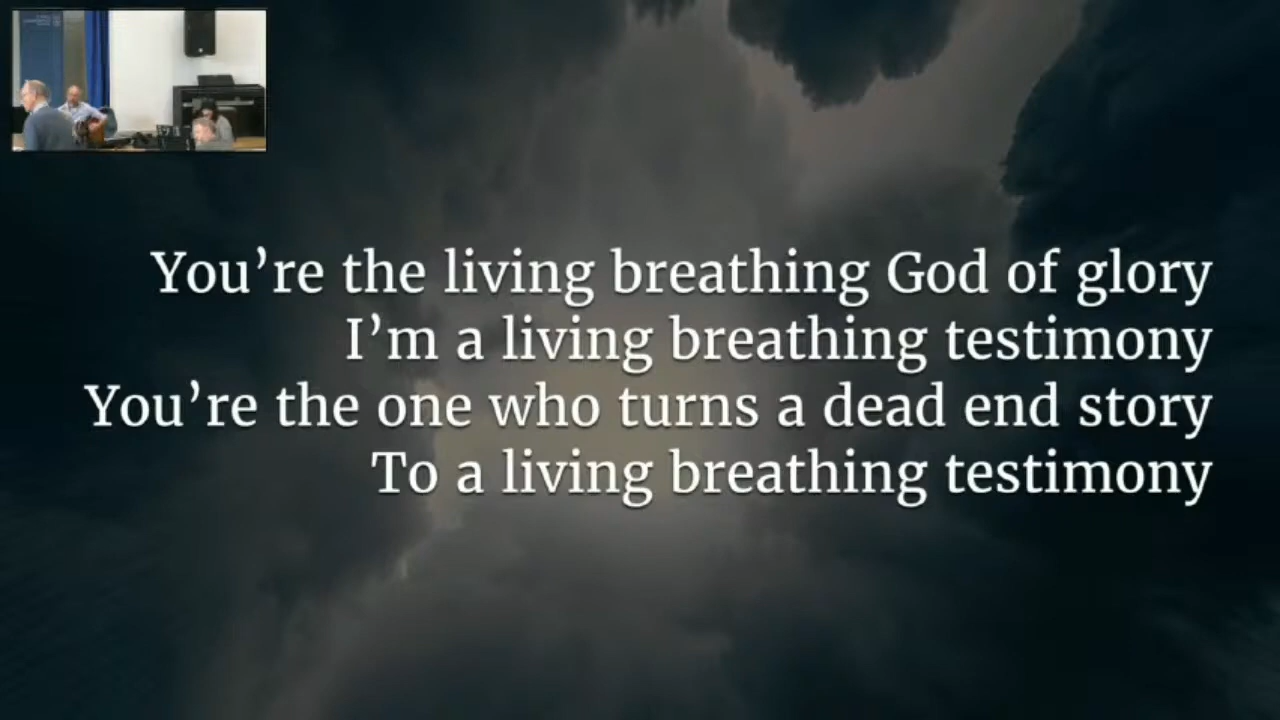 You’re the living breathing God of glory
I’m a living breathing testimony
You’re the one who turns a dead end story
To a living breathing testimony